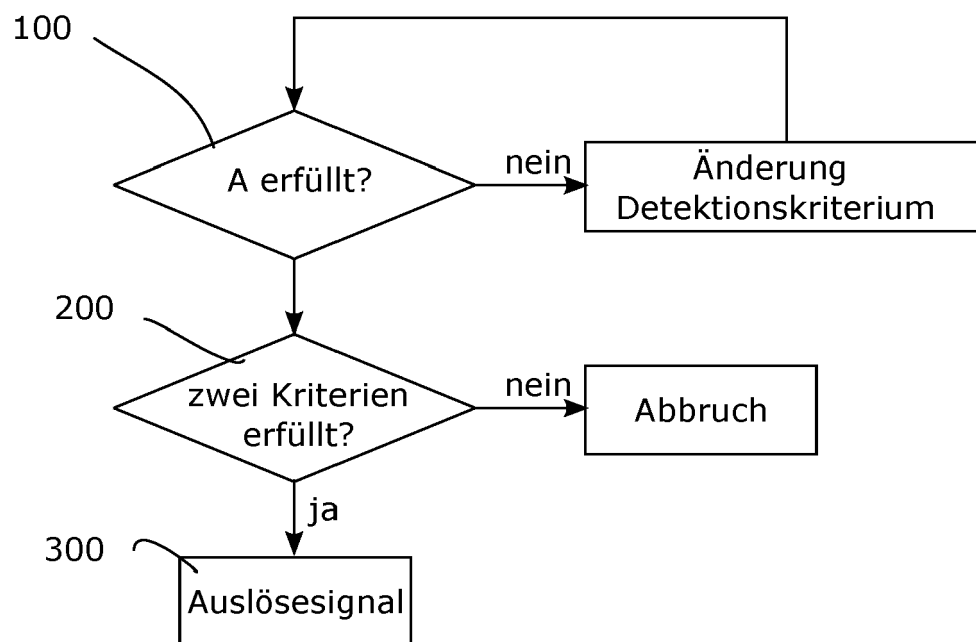 100
A erfüllt?
nein
Änderung
Detektionskriterium
200
zwei Kriterien
erfüllt?
nein
Abbruch
ja
300
Auslösesignal